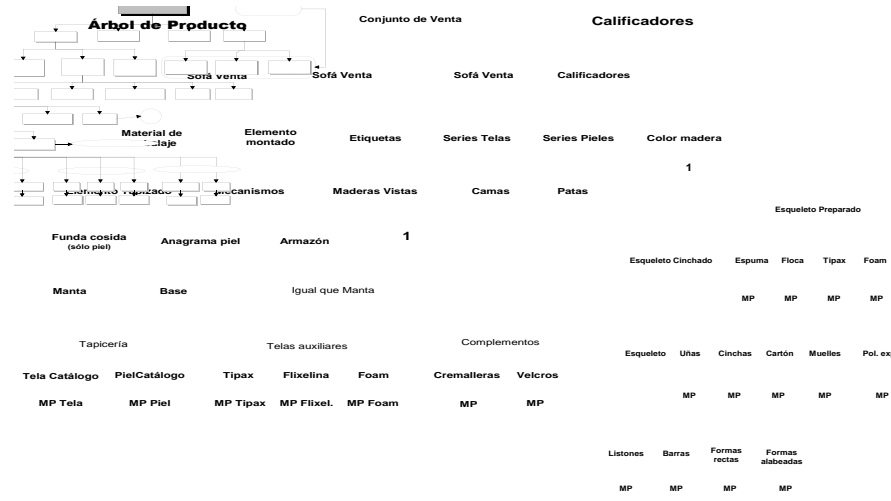 Árbol de Producto
Conjunto de Venta
Calificadores
Sofá Venta
Sofá Venta
Sofá Venta
Calificadores
Material de
Elemento
montado
Etiquetas
Series Telas
Series Pieles
Color madera
1
Elemento Tapizado
Mecanismos
Maderas Vistas
Camas
Patas
Esqueleto Preparado
Funda cosida
(sólo piel)
Anagrama piel
Armazón
1
Esqueleto Cinchado
Espuma
Floca
Tipax
Foam
Manta
Base
Igual que Manta
MP
MP
MP
MP
Tapicería
Telas auxiliares
Complementos
Esqueleto
Uñas
Cinchas
Cartón
Muelles
Pol. ex
Tela Catálogo
PielCatálogo
Tipax
Flixelina
Foam
Cremalleras
Velcros
MP
MP
MP
MP
MP
MP Tela
MP Piel
MP Tipax
MP Flixel.
MP Foam
MP
MP
Listones
Barras
Formas
rectas
Formas
alabeadas
MP
MP
MP
MP